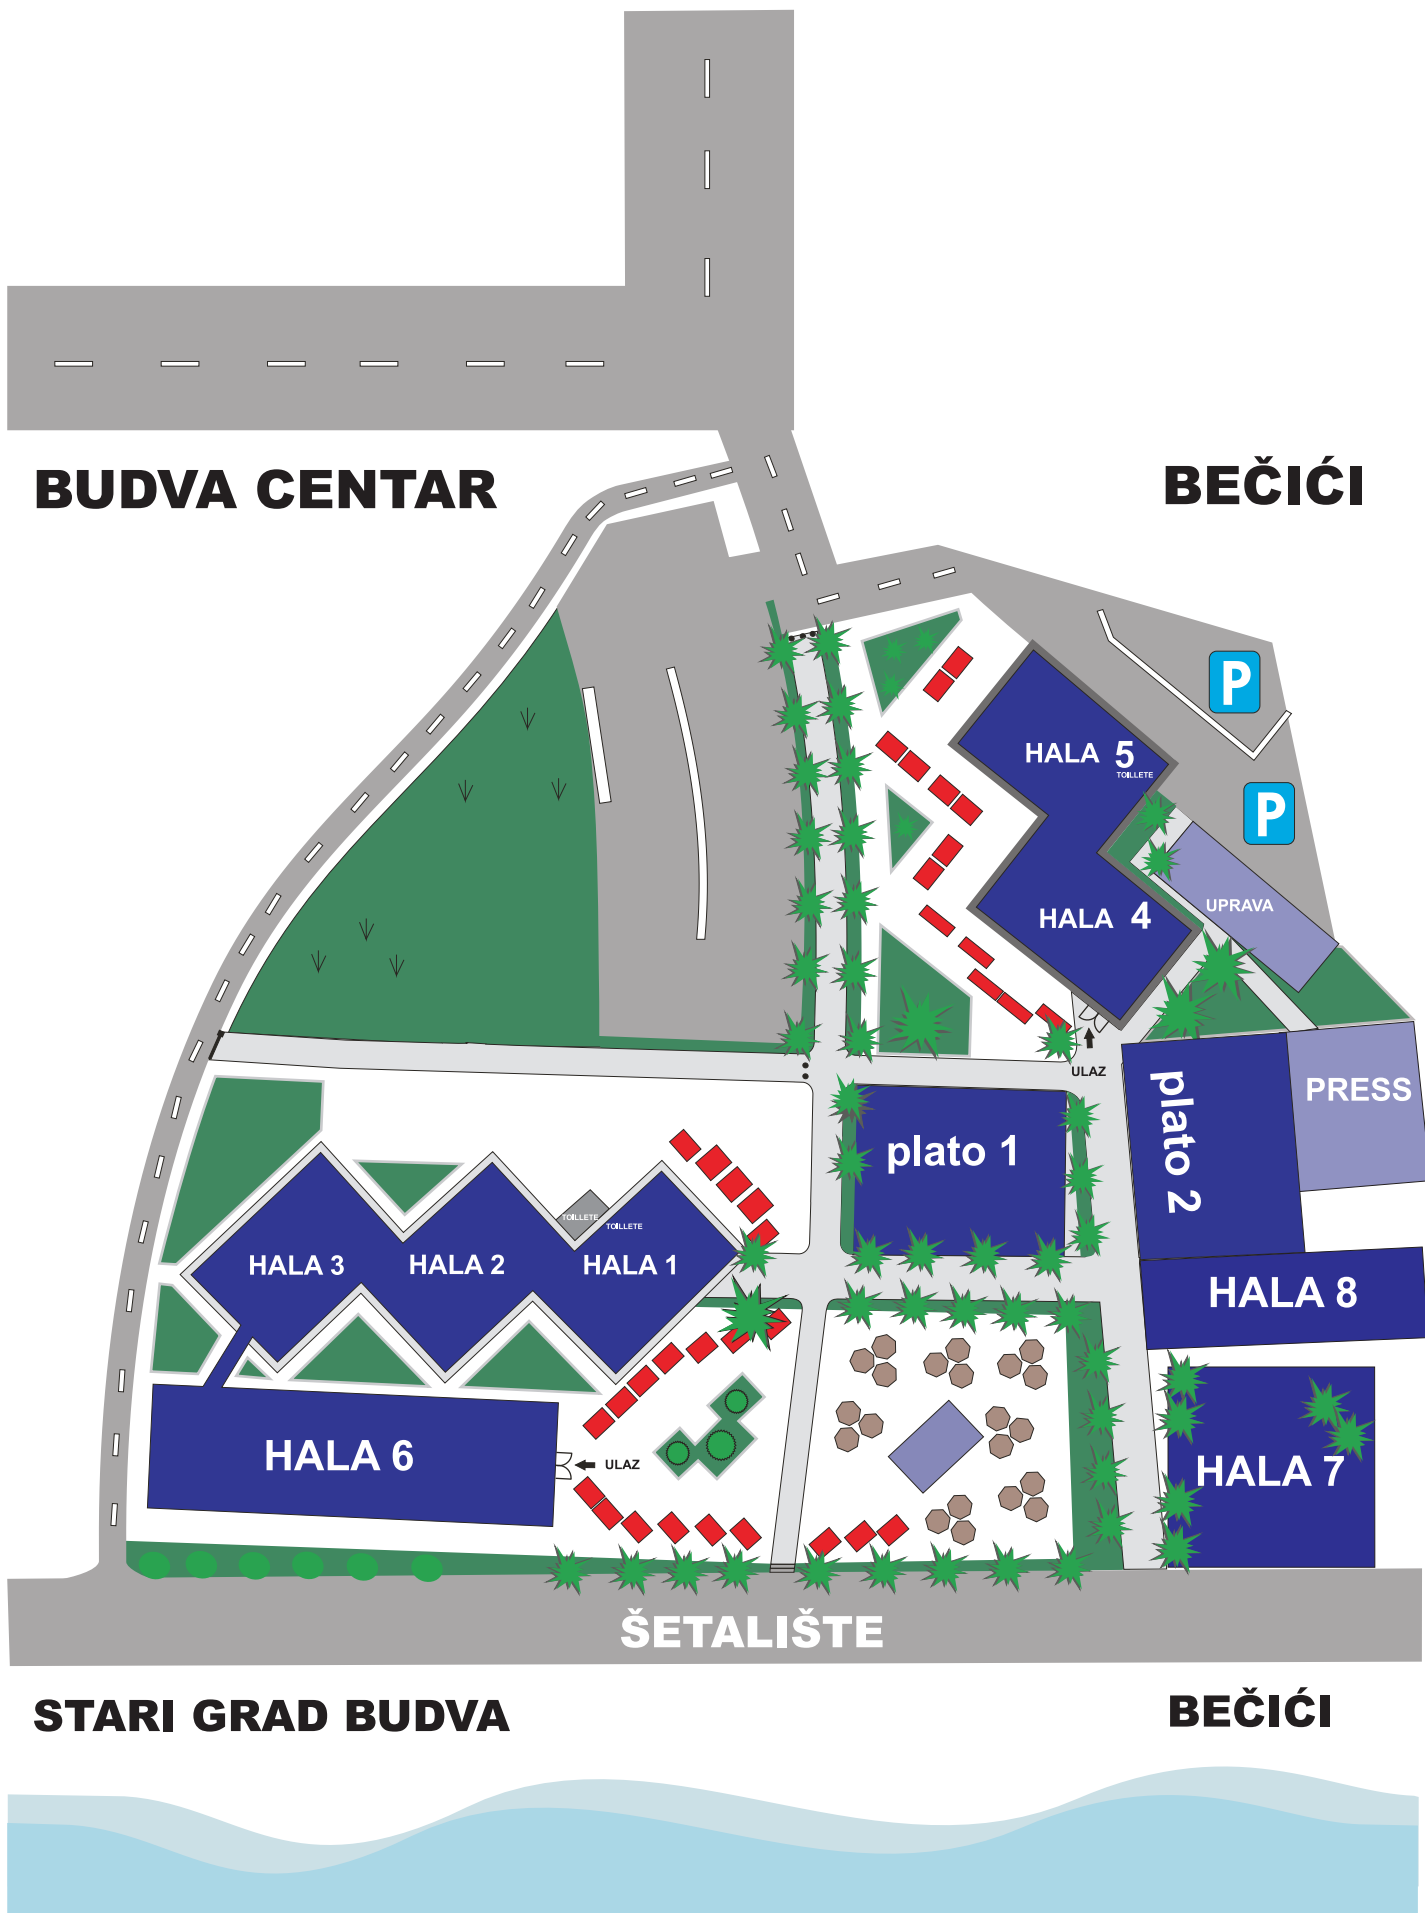 BUDVA CENTAR
BEČIĆI
P
HALA 5
TOILLETE
P
UPRAVA
HALA 4
ULAZ
plato 1
plato 2
PRESS
TOILLETE
TOILLETE
HALA 3
HALA 2
HALA 1
HALA 8
HALA 6
ULAZ
HALA 7
ŠETALIŠTE
STARI GRAD BUDVA
BEČIĆI